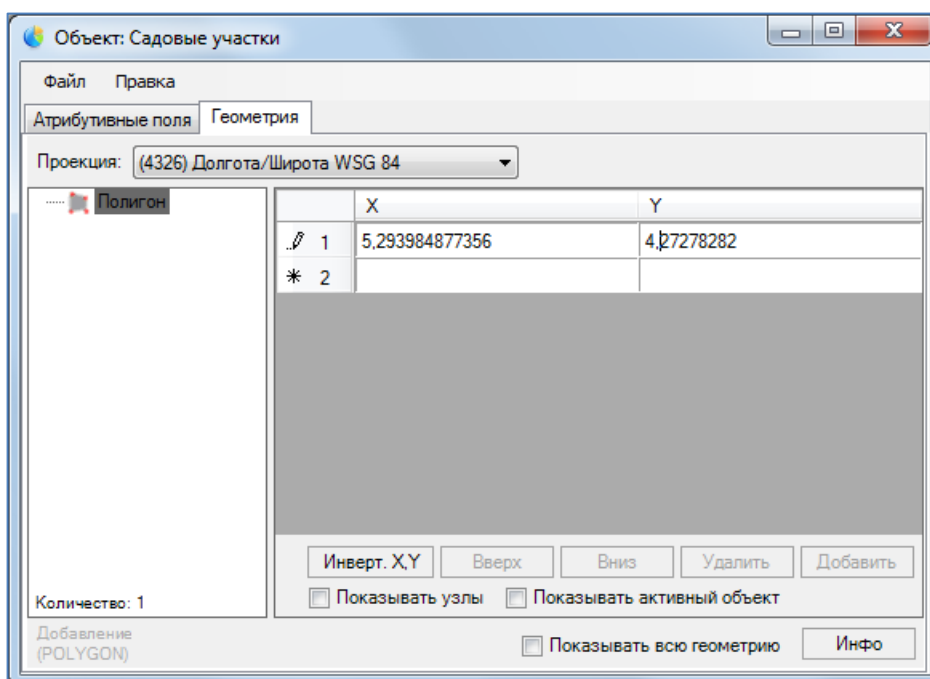 Объект: Садовые участки
Файл Правка
Атрибутивные поля Геометрия
Проекция: (4326) Долгота/Широта WSG 84
Полигон
X Y
1 5,293984877356 4,27278282
2
Инверт. X,Y Вверх Вниз Удалить Добавить
Количество: 1 Показывать узлы Показывать активный объект
Добавление
(POLYGON) Показывать всю геометрию Инфо